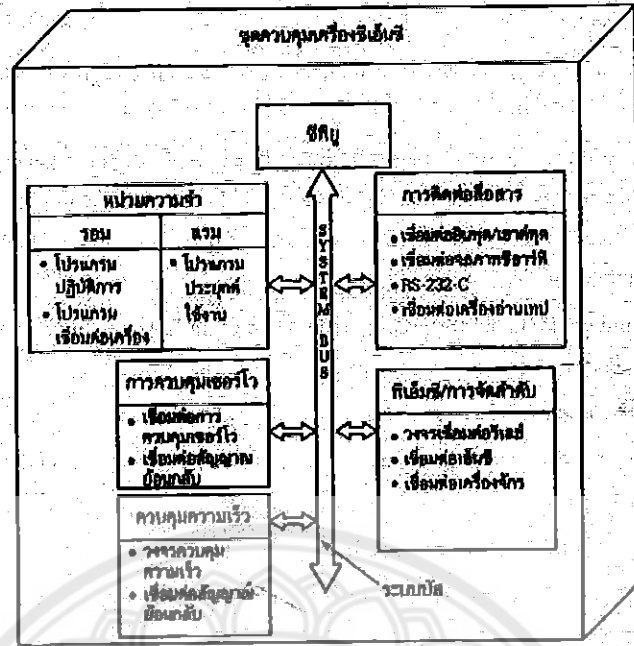 ชุดควบคุมเครื่องซีเอ็นซี
ซีพียู
หน่วยความจำ
รอม
แรม
• โปรแกรม
ปฏิบัติการ
• โปรแกรม
เชื่อมต่อเครื่อง
• โปรแกรม
ประยุกต์
ใช้งาน
SYSTEM BUS
การติดต่อสื่อสาร
• เชื่อมต่ออินพุต/เอาต์พุต
• เชื่อมต่อจอภาพซีอาร์ที
• RS-232-C
• เชื่อมต่อเครื่องอ่านเทป
การควบคุมเซอร์โว
• เชื่อมต่อการ
ควบคุมเซอร์โว
• เชื่อมต่อสัญญาณ
ย้อนกลับ
พีเอ็มซี/การจัดลำดับ
• วงจรเชื่อมต่อรีเลย์
• เชื่อมต่อเอ็นซี
• เชื่อมต่อเครื่องจักร
ควบคุมความเร็ว
• วงจรควบคุม
ความเร็ว
• เชื่อมต่อสัญญาณ์
ย้อนกลับ
ระบบบัส